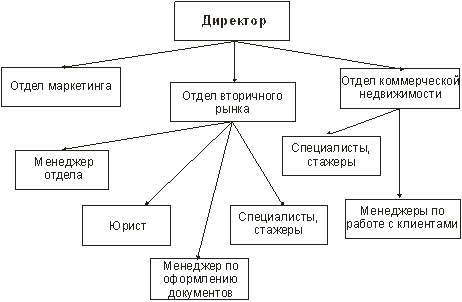 Директор
Отдел маркетинга
Отдел вторичного
рынка
Отдел коммерческой
недвижимости
Менеджер
отдела
Юрист
Менеджер по
оформлению
документов
Специалисты,
стажеры
Специалисты,
стажеры
Менеджеры по
работе с клиентами